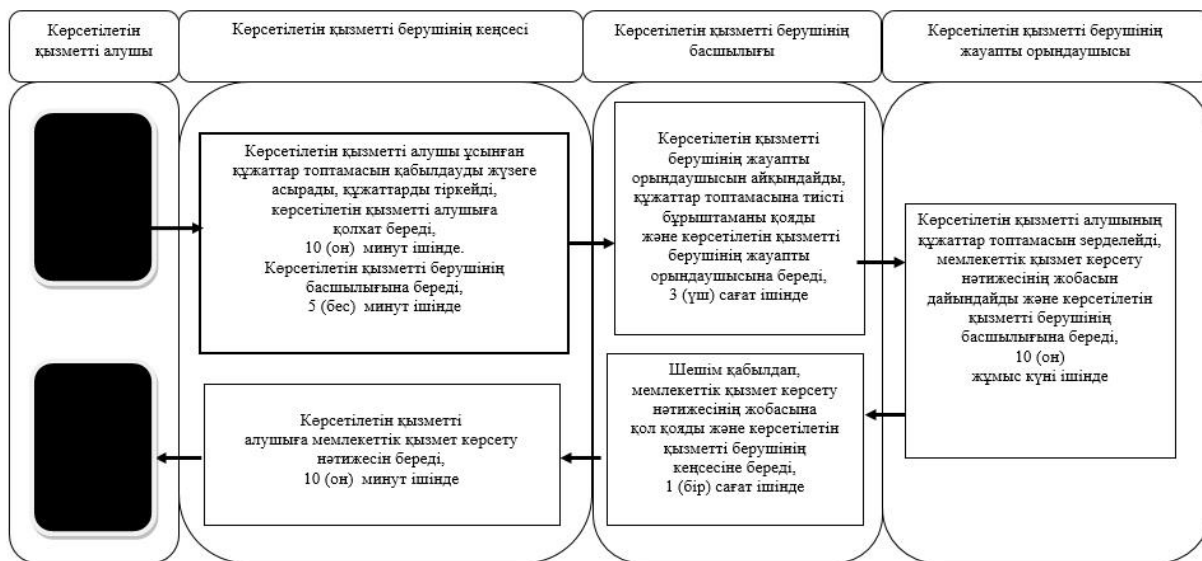 Көрсетілетін
қызметті алушы
Көрсетілетін қызметті берушінің кеңсесі
Көрсетілетін қызметті берушінің
басшылығы
Көрсетілетін қызметті берушінің
жауапты орындаушысы
Көрсетілетін қызметті алушы ұсынған
құжаттар топтамасын қабылдауды жүзеге
асырады, құжаттарды тіркейді,
көрсетілетін қызметті алушыға
қолхат береді,
10 (он) минут ішінде.
Көрсетілетін қызметті берушінің
басшылығына береді,
5 (бес) минут ішінде
Көрсетілетін қызметті
берушінің жауапты
орындаушысын айқындайды,
құжаттар топтамасына тиісті
бұрыштаманы қояды
және көрсетілетін қызметті
берушінің жауапты
орындаушысына береді,
3 (үш) сағат ішінде
Көрсетілетін қызметті алушының
құжаттар топтамасын зерделейді,
мемлекеттік қызмет көрсету
нәтижесінің жобасын
дайындайды және көрсетілетін
қызметті берушінің
басшылығына береді,
10 (он)
жұмыс күні ішінде
Шешім қабылдап,
мемлекеттік қызмет көрсету
нәтижесінің жобасына
қол қояды және көрсетілетін
қызметті берушінің
кеңсесіне береді,
1 (бір) сағат ішінде
Көрсетілетін қызметті
алушыға мемлекеттік қызмет көрсету
нәтижесін береді,
10 (он) минут ішінде